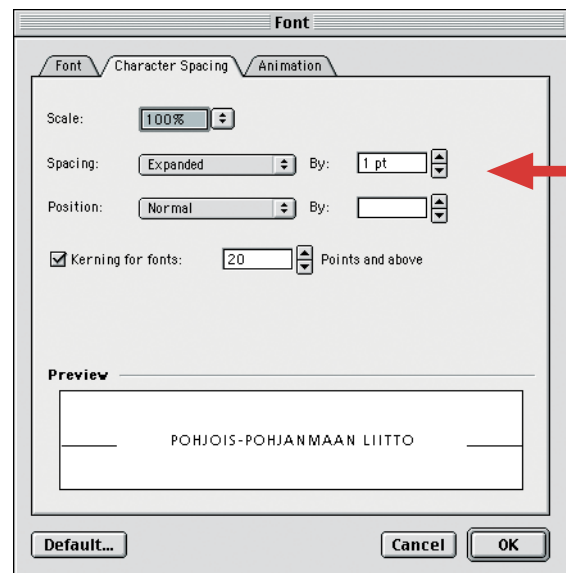 Font
Font Character Spacing Animation
Scale: 100%
Spacing: Expanded By: 1 pt
Position: Normal By:
Kerning for fonts: 20 Points and above
Preview
POHJOIS-POHJANMAAN LIITTO
Default... Cancel OK